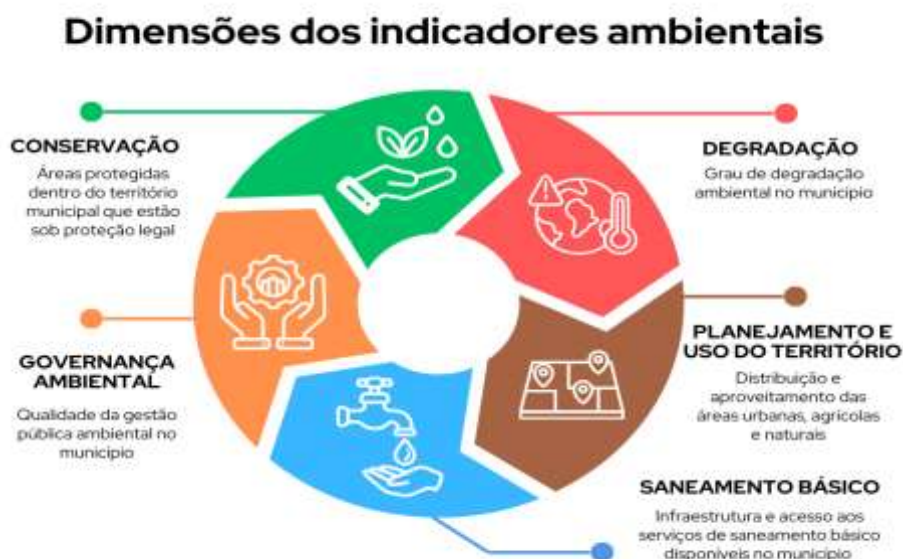 Dimensões dos indicadores ambientais
CONSERVAÇÃO
Áreas protegidas
dentro do território
municipal que estão
sob proteção legal
DEGRADAÇÃO
Grau de degradação
ambiental no município
PLANEJAMENTO E
USO DO TERRITÓRIO
Distribuição e
aproveitamento das
áreas urbanas, agrícolas
e naturais
SANEAMENTO BÁSICO
Infraestrutura e acesso aos
serviços de saneamento básico
disponíveis no município
GOVERNANÇA
AMBIENTAL
Qualidade da gestão
pública ambiental no
município